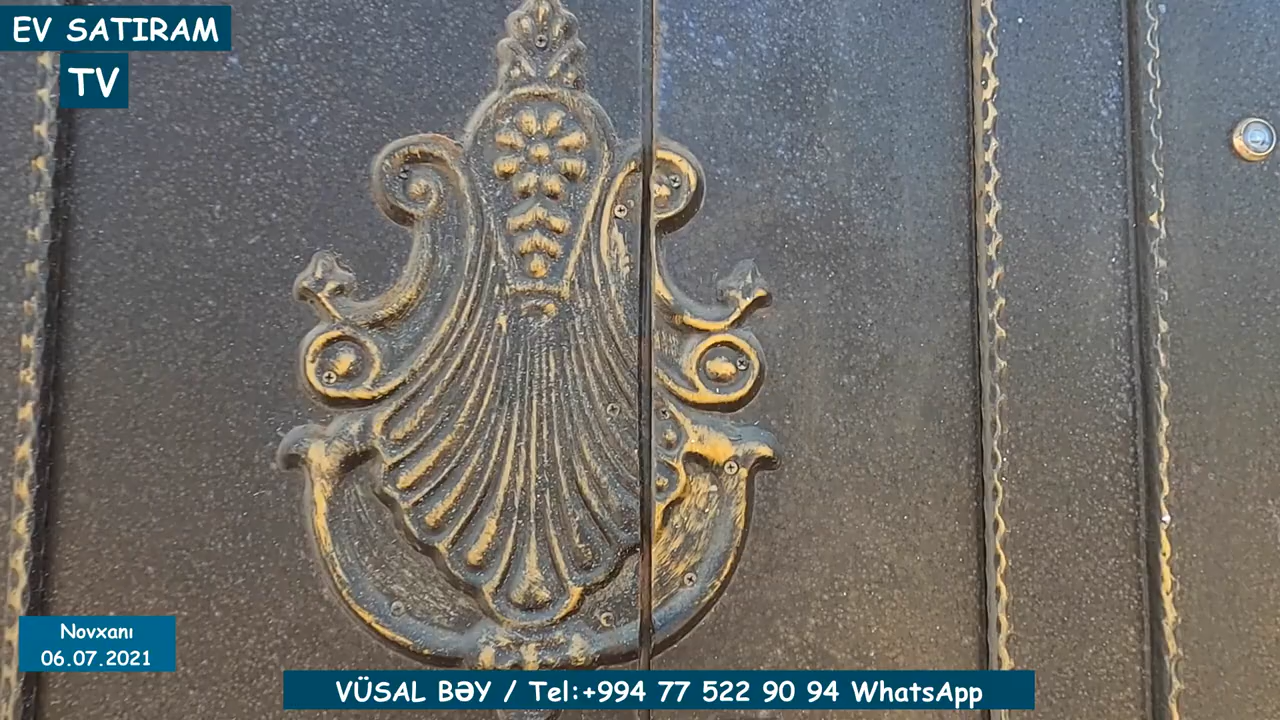 EV SATIRAM
TV
Novxanı
06.07.2021
VÜSAL BƏY / Tel:+994 77 522 90 94 WhatsApp